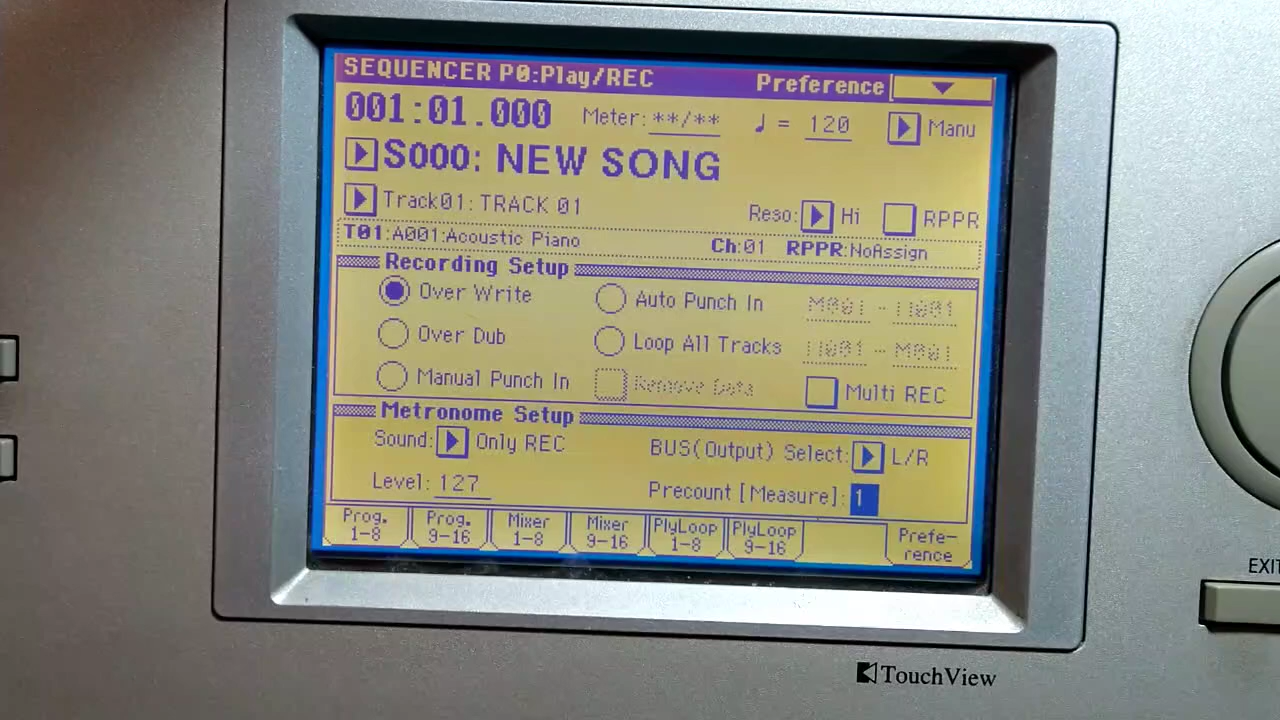 SEQUENCER P0:Play/REC Preference
001:01.000 Meter:**/** ♩ = 120 Manu
S000: NEW SONG
Track01: TRACK 01 Reso: Hi RPPR
T01:A001:Acoustic Piano Ch:01 RPPR:NoAssign
Recording Setup
Over Write Auto Punch In M001 - M001
Over Dub Loop All Tracks M001 - M001
Manual Punch In Remove Data Multi REC
Metronome Setup
Sound: Only REC BUS(Output) Select: L/R
Level: 127 Precount [Measure]: 1
Prog. 1-8 Prog. 9-16 Mixer 1-8 Mixer 9-16 PlyLoop 1-8 PlyLoop 9-16 Prefe-rence
EXIT
TouchView